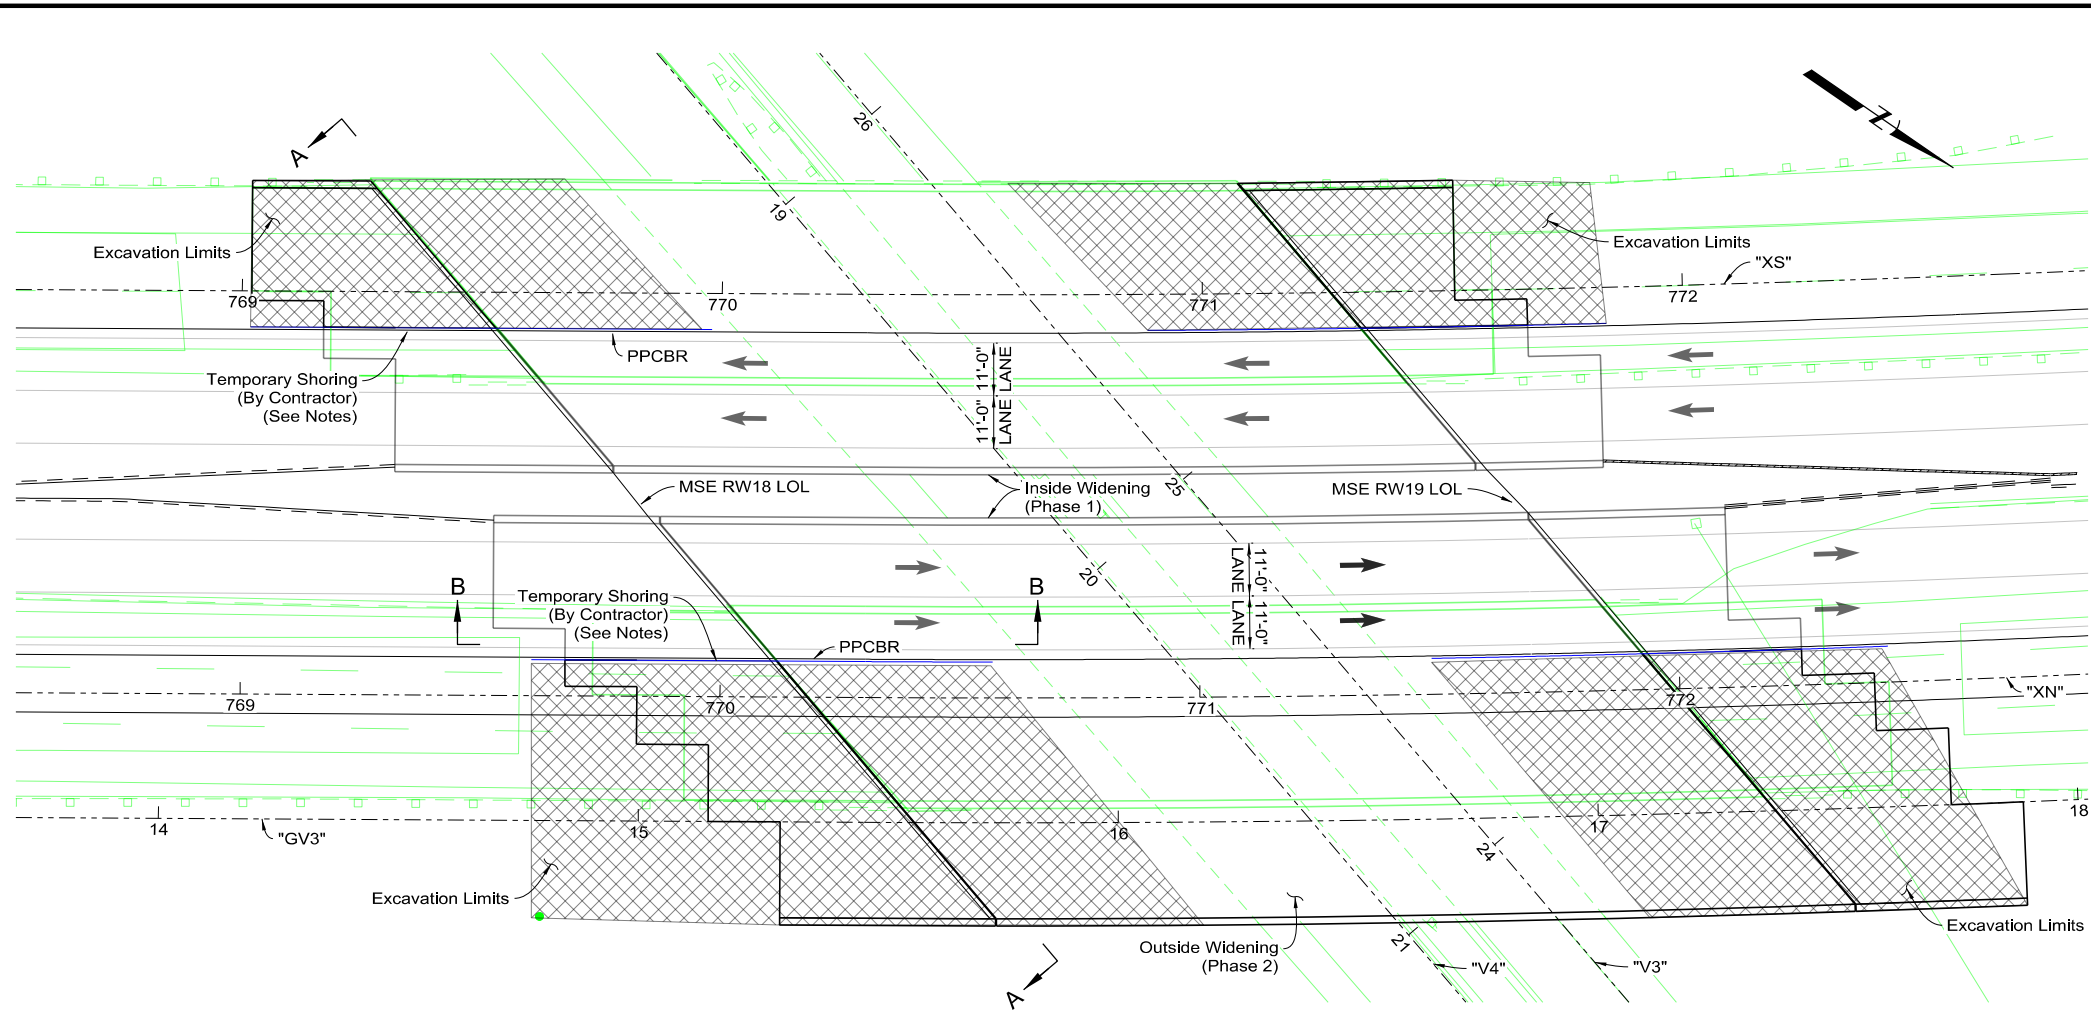 26
Z
A
19
Excavation Limits
Excavation Limits
"XS"
769
770
771
772
PPCBR
11'-0"
LANE
11'-0"
LANE
Temporary Shoring
(By Contractor)
(See Notes)
MSE RW18 LOL
25
Inside Widening
(Phase 1)
MSE RW19 LOL
20
11'-0"
LANE
11'-0"
LANE
B
B
Temporary Shoring
(By Contractor)
(See Notes)
PPCBR
769
770
771
772
"XN"
14
15
16
17
18
"GV3"
24
Excavation Limits
Excavation Limits
21
Outside Widening
(Phase 2)
"V4"
"V3"
A